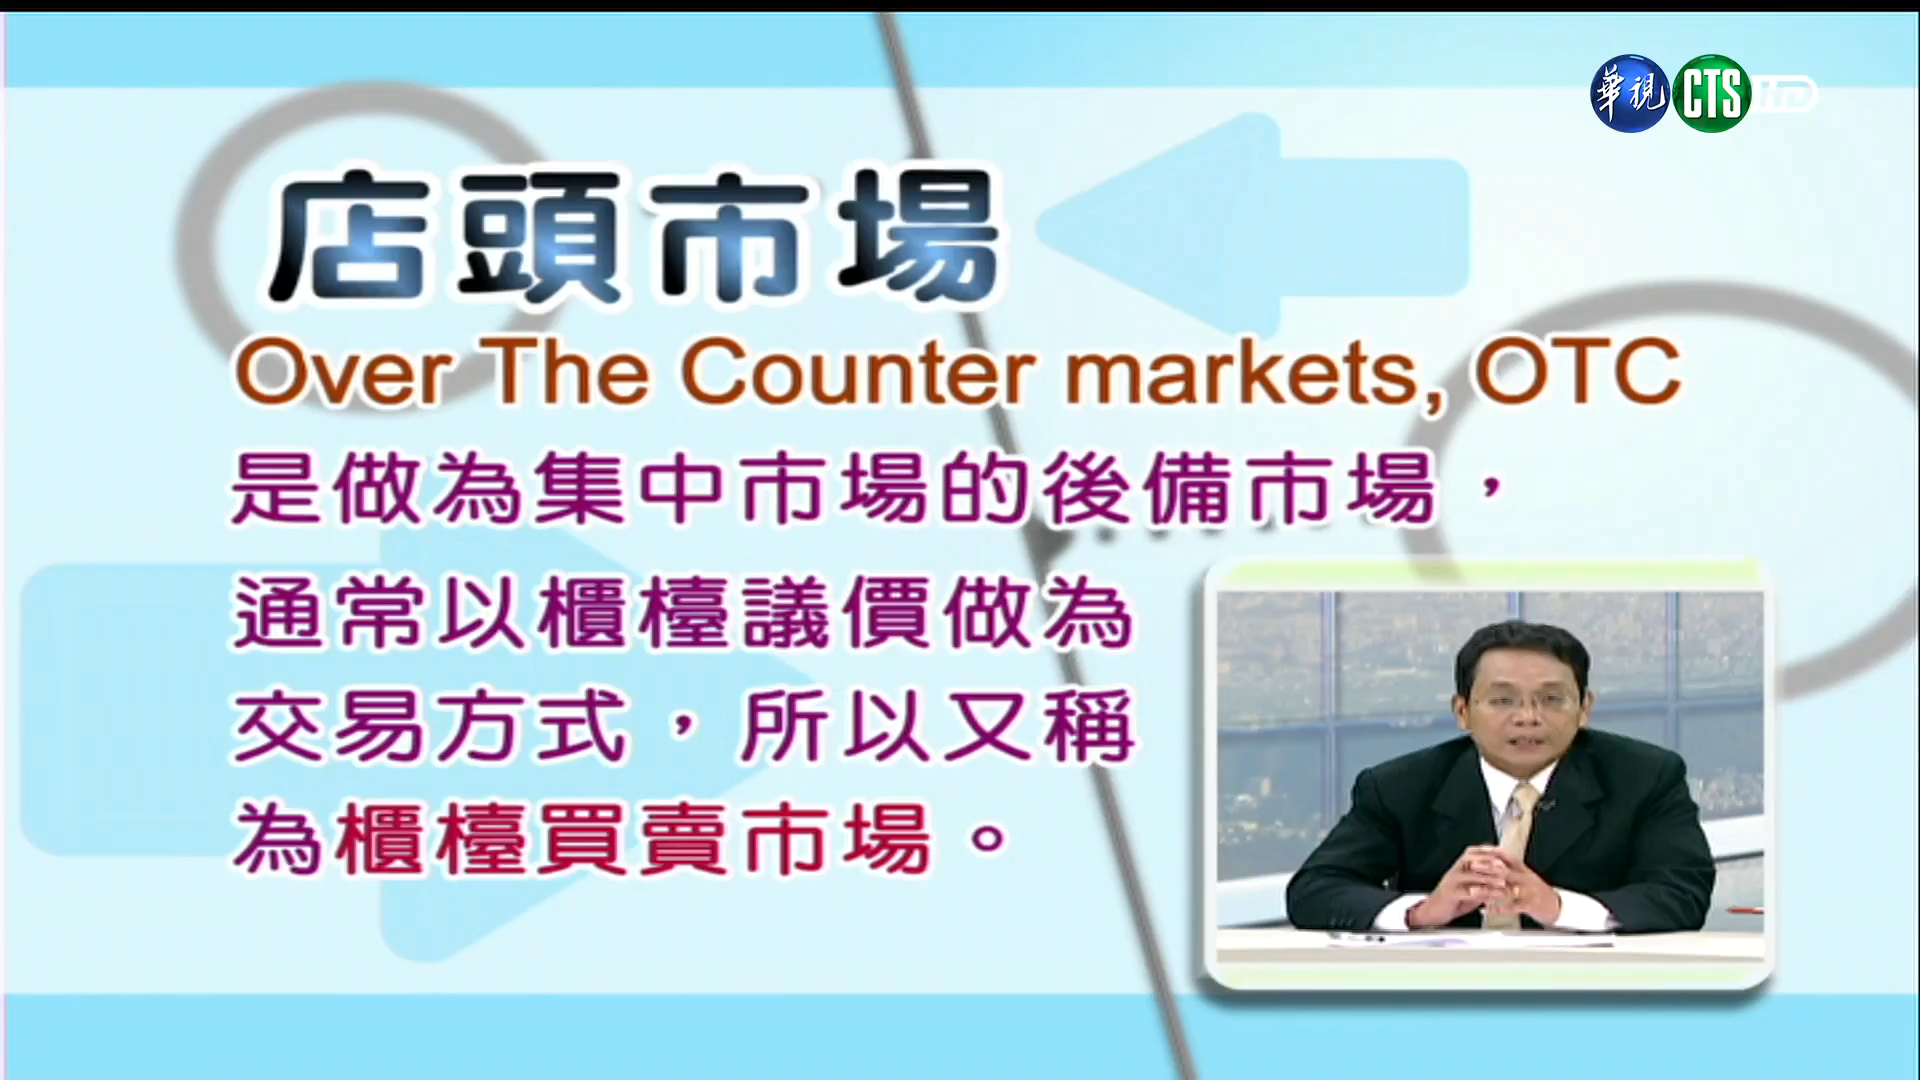 華視 CTS HD
店頭市場
Over The Counter markets, OTC
是做為集中市場的後備市場，
通常以櫃檯議價做為
交易方式，所以又稱
為櫃檯買賣市場。